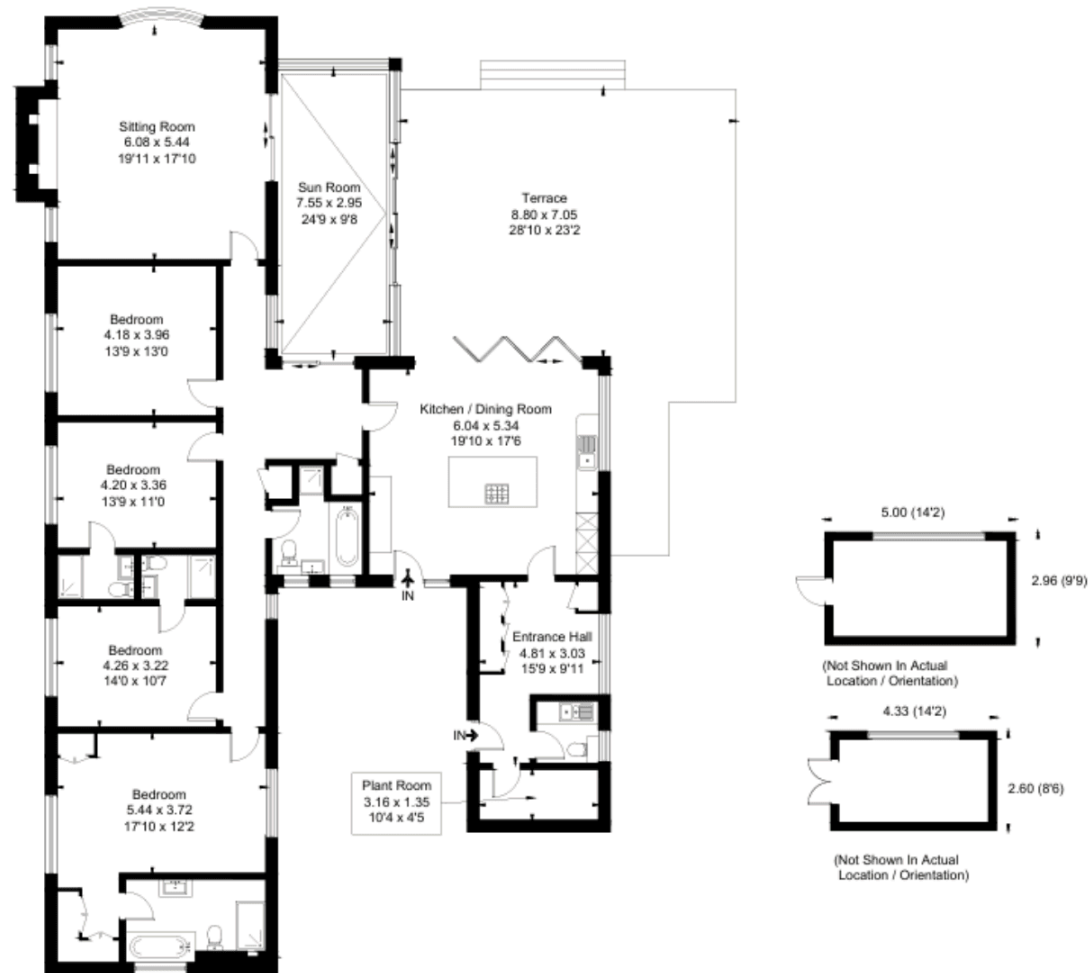 Sitting Room
6.08 x 5.44
19'11 x 17'10
Sun Room
7.55 x 2.95
24'9 x 9'8
Terrace
8.80 x 7.05
28'10 x 23'2
Bedroom
4.18 x 3.96
13'9 x 13'0
Kitchen / Dining Room
6.04 x 5.34
19'10 x 17'6
Bedroom
4.20 x 3.36
13'9 x 11'0
IN
Entrance Hall
4.81 x 3.03
15'9 x 9'11
Bedroom
4.26 x 3.22
14'0 x 10'7
IN
Plant Room
3.16 x 1.35
10'4 x 4'5
Bedroom
5.44 x 3.72
17'10 x 12'2
5.00 (14'2)
2.96 (9'9)
(Not Shown In Actual
Location / Orientation)
4.33 (14'2)
2.60 (8'6)
(Not Shown In Actual
Location / Orientation)